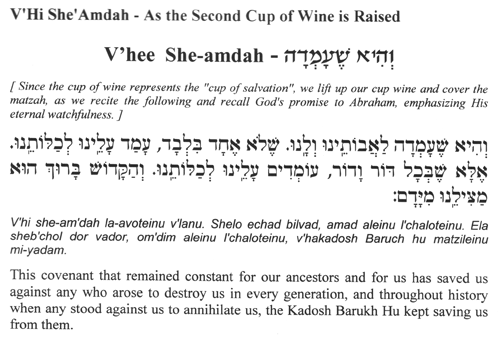 V'Hi She'Amdah - As the Second Cup of Wine is Raised
V'hee She-amdah - וְהִיא שֶׁעָמְדָה
[ Since the cup of wine represents the "cup of salvation", we lift up our cup wine and cover the
matzah, as we recite the following and recall God's promise to Abraham, emphasizing His
eternal watchfulness. ]
וְהִיא שֶׁעָמְדָה לַאֲבוֹתֵינוּ וְלָנוּ. שֶׁלֹא אֶחָד בִּלְבָד, עָמַד עָלֵינוּ לְכַלּוֹתֵנוּ.
אֶלָּא שֶׁבְּכָל דּוֹר וָדוֹר, עוֹמְדִים עָלֵינוּ לְכַלּוֹתֵנוּ. וְהַקָּדוֹשׁ בָּרוּךְ הוּא
מַצִּילֵנוּ מִיָּדָם:
V'hi she-am'dah la-avoteinu v'lanu. Shelo echad bilvad, amad aleinu l'chaloteinu. Ela
sheb'chol dor vador, om'dim aleinu l'chaloteinu, v'hakadosh Baruch hu matzileinu
mi-yadam.
This covenant that remained constant for our ancestors and for us has saved us
against any who arose to destroy us in every generation, and throughout history
when any stood against us to annihilate us, the Kadosh Barukh Hu kept saving us
from them.